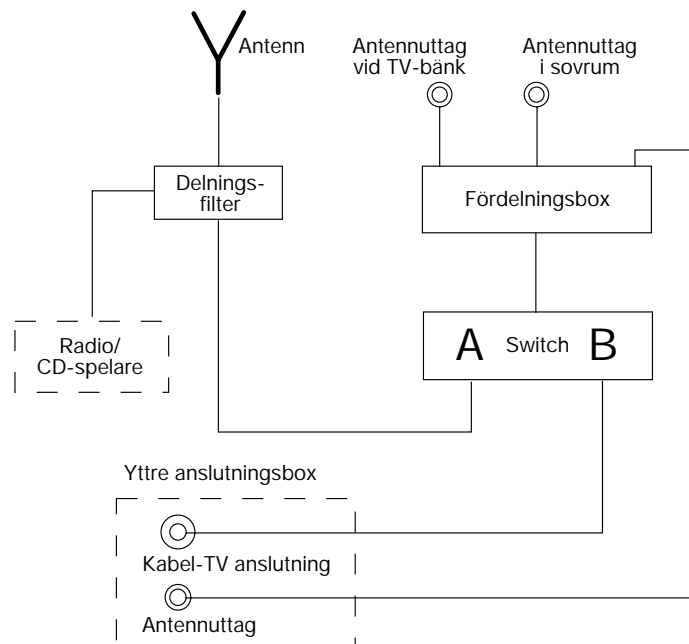 Antenn
Antennuttag
vid TV-bänk
Antennuttag
i sovrum
Delnings-
filter
Fördelningsbox
Radio/
CD-spelare
A Switch B
Yttre anslutningsbox
Kabel-TV anslutning
Antennuttag